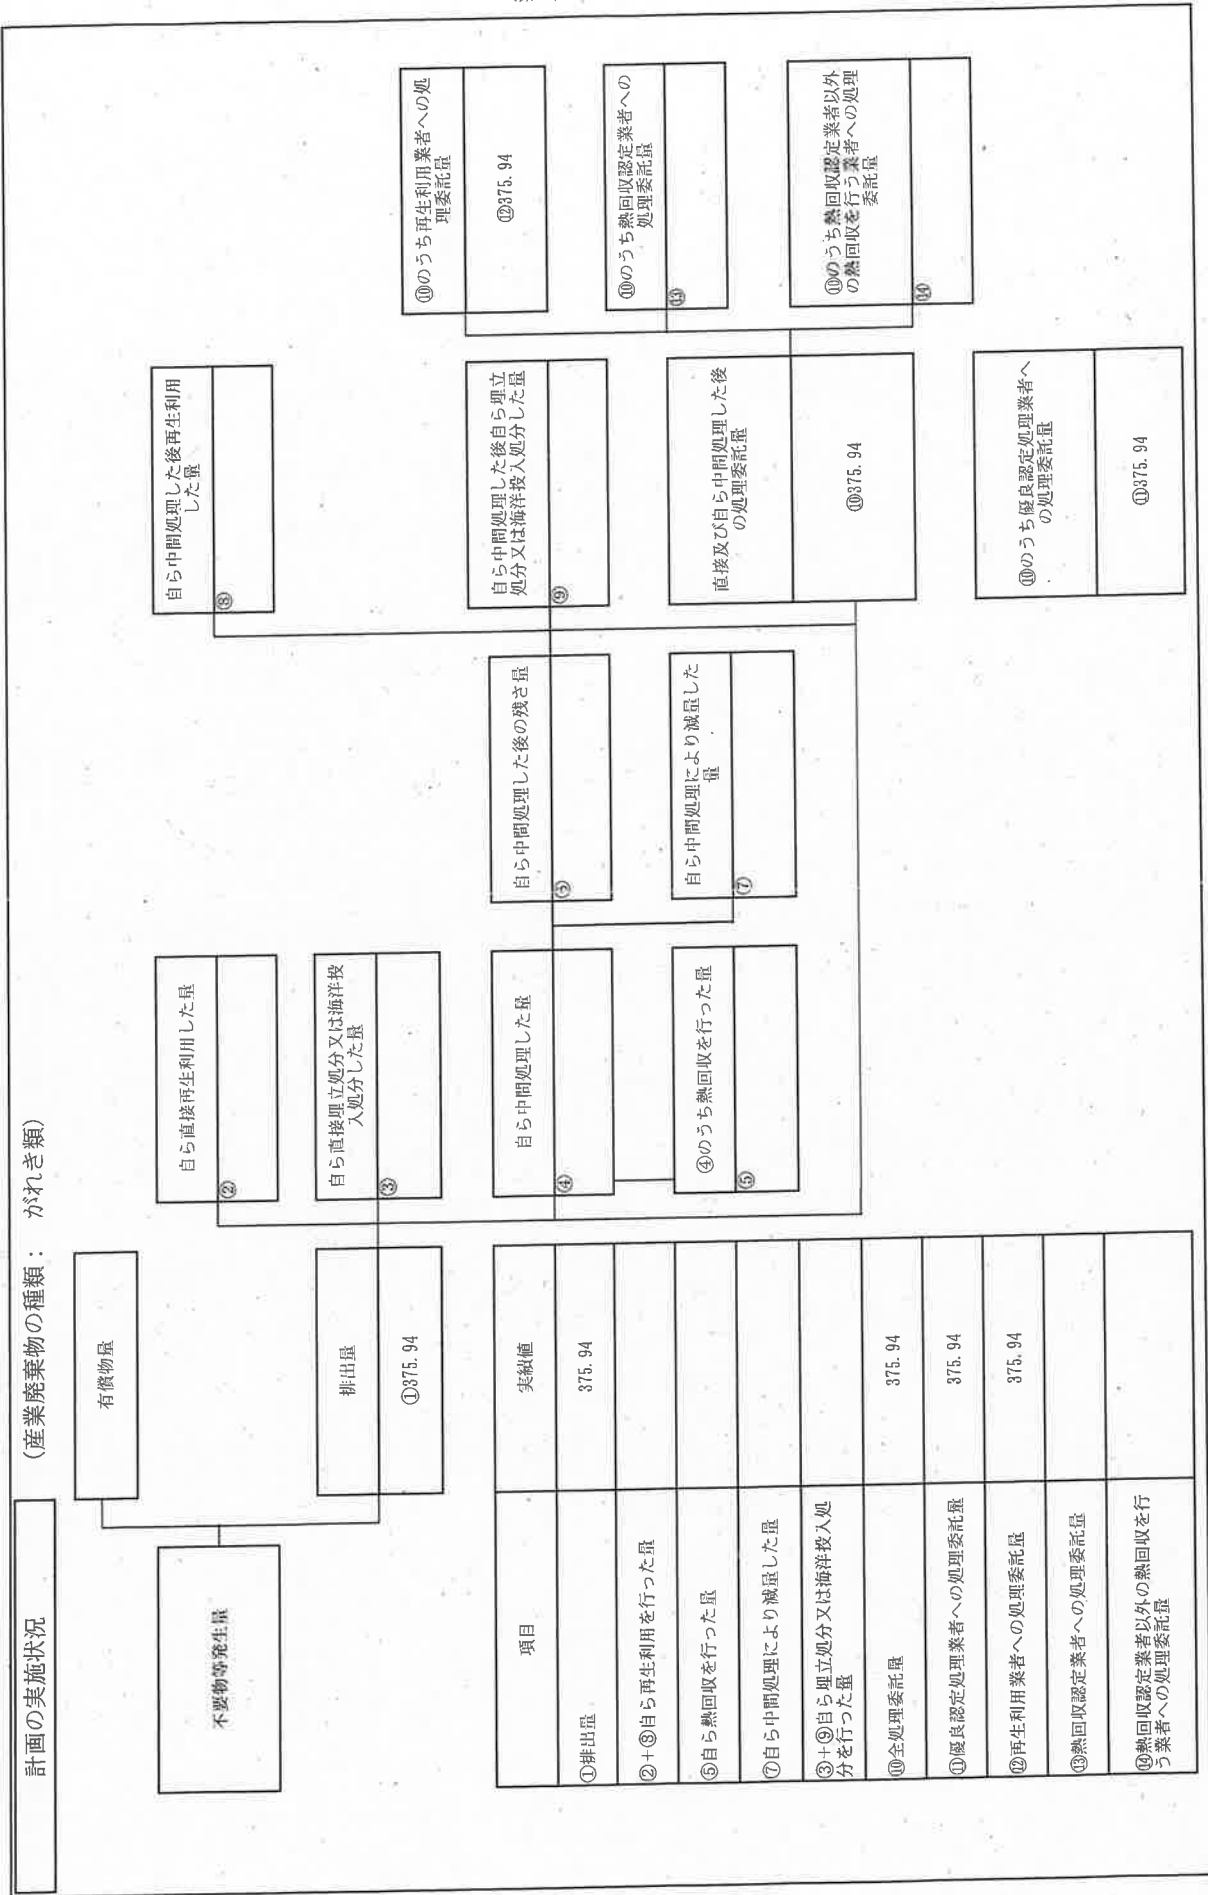 計画の実施状況
(産業廃棄物の種類： がれき類)
不要物等発生量
有償物量
排出量
①375.94
自ら直接再生利用した量
②
自ら直接埋立処分又は海洋投
入処分した量
③
自ら中間処理した量
④
④のうち熱回収を行った量
⑤
自ら中間処理した後の残さ量
⑥
自ら中間処理により減量した
量
⑦
自ら中間処理した後再生利用
した量
⑧
自ら中間処理した後自ら埋立
処分又は海洋投入処分した量
⑨
直接及び自ら中間処理した後
の処理委託量
⑩375.94
⑩のうち優良認定処理業者へ
の処理委託量
⑪375.94
⑩のうち再生利用業者への処
理委託量
⑫375.94
⑩のうち熱回収認定業者への
処理委託量
⑬
⑩のうち熱回収認定業者以外
の熱回収を行う業者への処理
委託量
⑭
項目 実績値
①排出量 375.94
②+⑧自ら再生利用を行った量
⑤自ら熱回収を行った量
⑦自ら中間処理により減量した量
③+⑨自ら埋立処分又は海洋投入処
分を行った量
⑩全処理委託量 375.94
⑪優良認定処理業者への処理委託量 375.94
⑫再生利用業者への処理委託量 375.94
⑬熱回収認定業者への処理委託量
⑭熱回収認定業者以外の熱回収を行
う業者への処理委託量